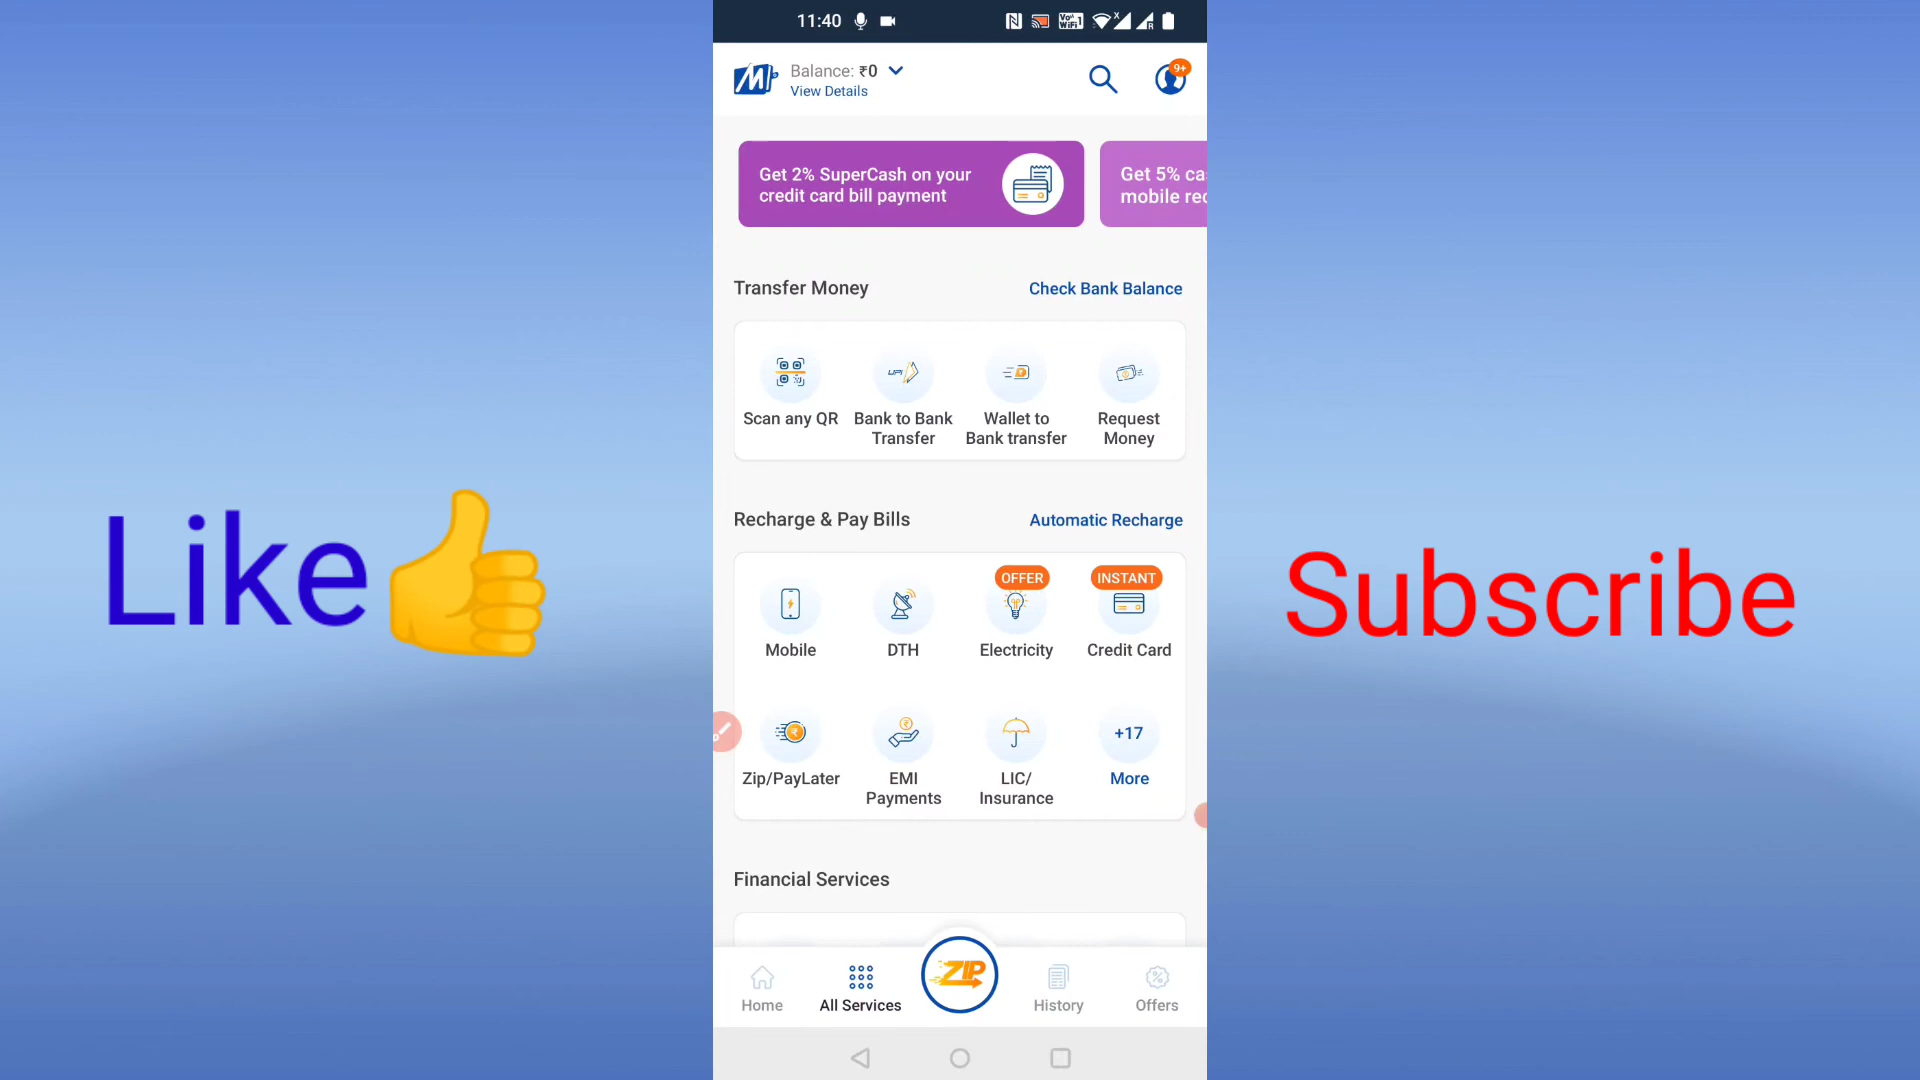 11:40
Balance: ₹0
View Details
9+
Get 2% SuperCash on your
credit card bill payment
Get 5% ca
mobile rec
Transfer Money
Check Bank Balance
Scan any QR
Bank to Bank
Transfer
Wallet to
Bank transfer
Request
Money
Recharge & Pay Bills
Automatic Recharge
OFFER
INSTANT
Mobile
DTH
Electricity
Credit Card
Zip/PayLater
EMI
Payments
LIC/
Insurance
+17
More
Financial Services
ZIP
Home
All Services
History
Offers
Like
Subscribe